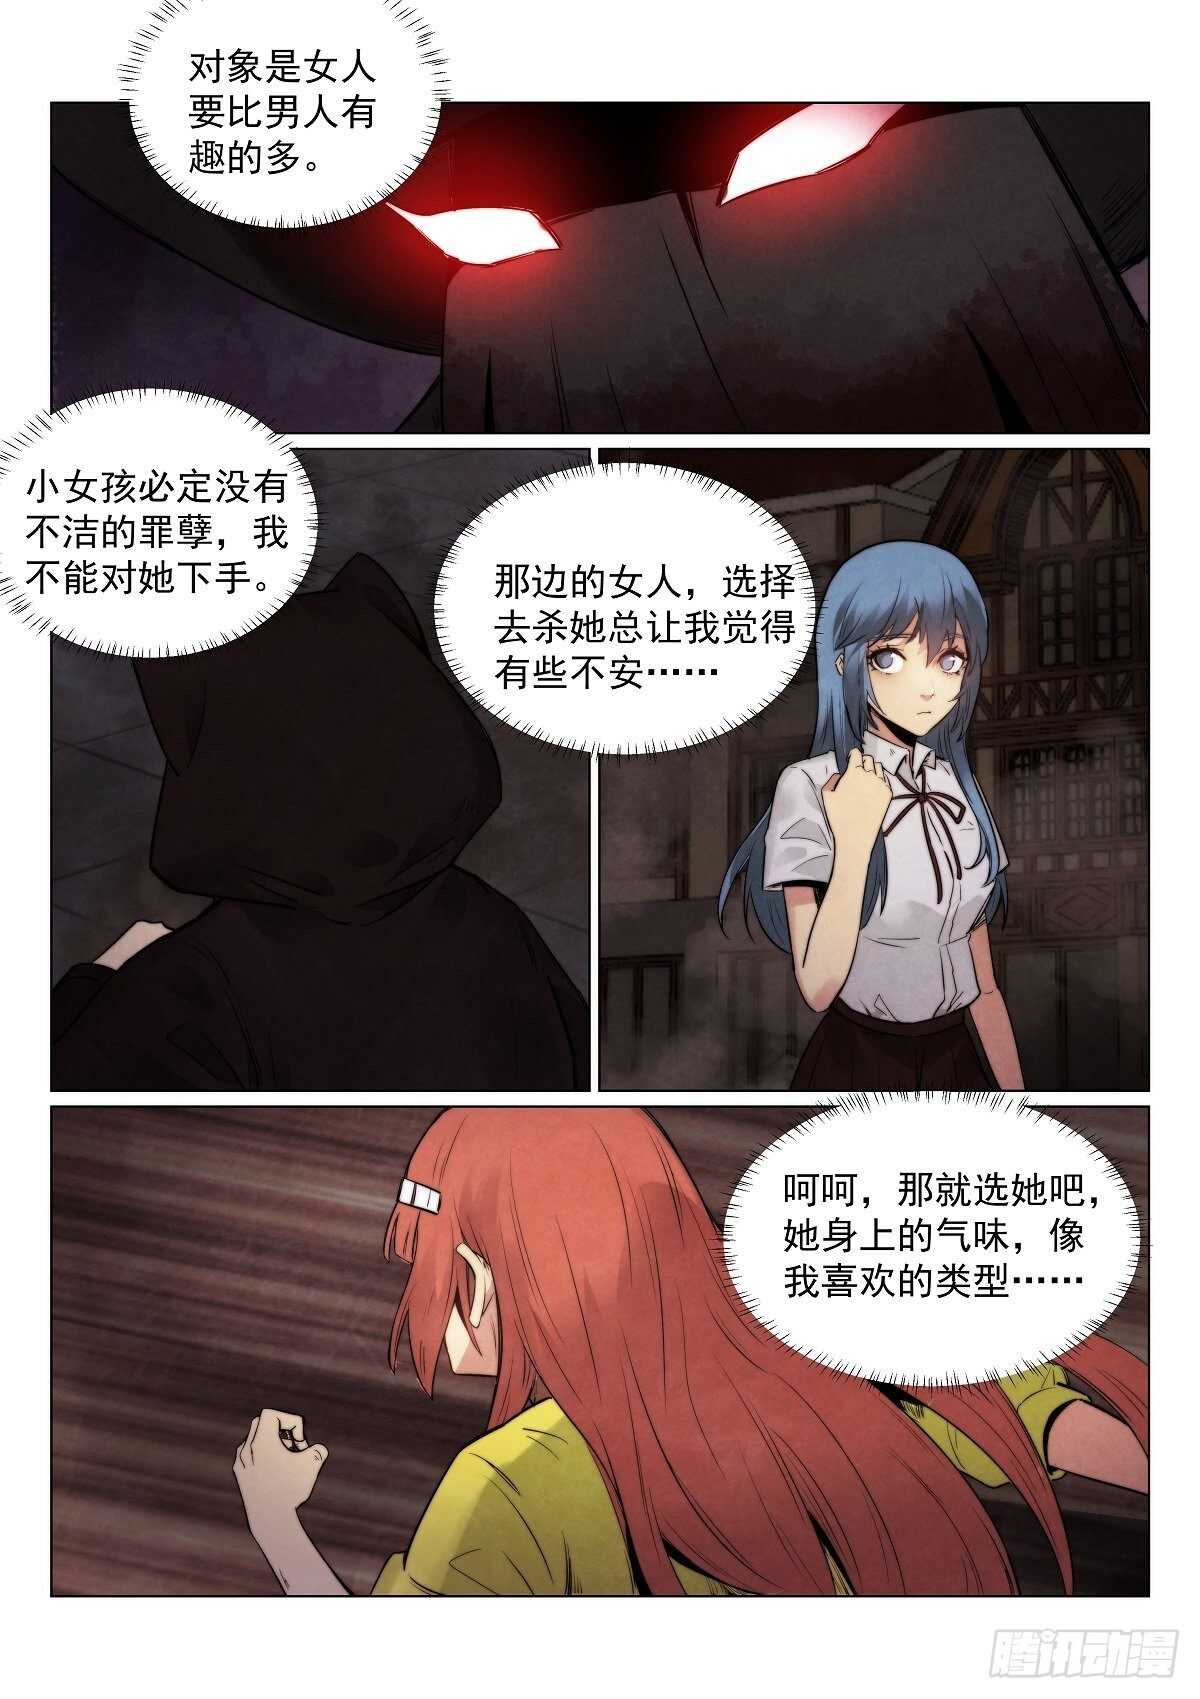 对象是女人
要比男人有
趣的多。
小女孩必定没有
不洁的罪孽，我
不能对她下手。
那边的女人，选择
去杀她总让我觉得
有些不安……
呵呵，那就选她吧，
她身上的气味，像
我喜欢的类型……
腾讯动漫